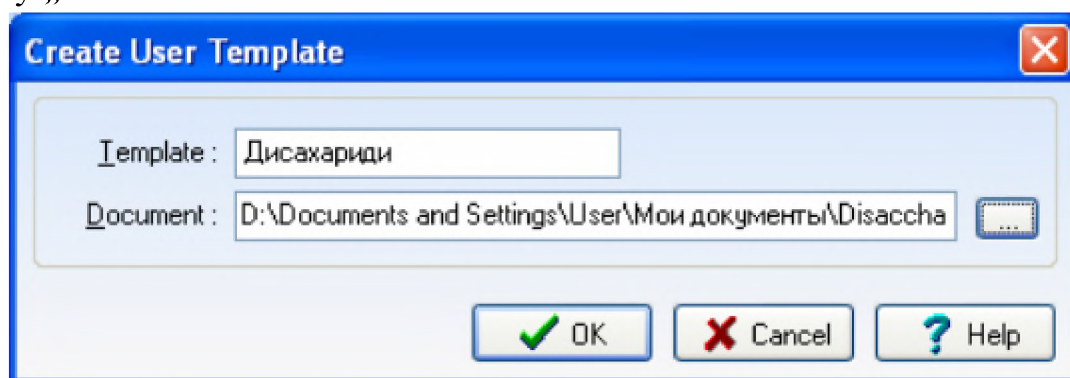 Create User Template
Template : Дисахариди
Document : D:\Documents and Settings\User\Мои документы\Disaccha ...
OK Cancel ? Help